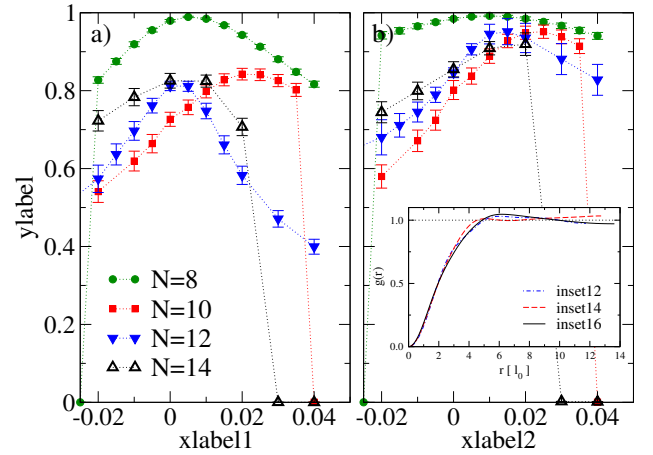 a)
b)
1
0.8
0.6
0.4
0.2
0
ylabel
N=8
N=10
N=12
N=14
-0.02
0
0.02
0.04
xlabel1
-0.02
0
0.02
0.04
xlabel2
1.0
0.5
0.0
g(r)
inset12
inset14
inset16
0
2
4
6
8
10
12
14
r [ l0 ]